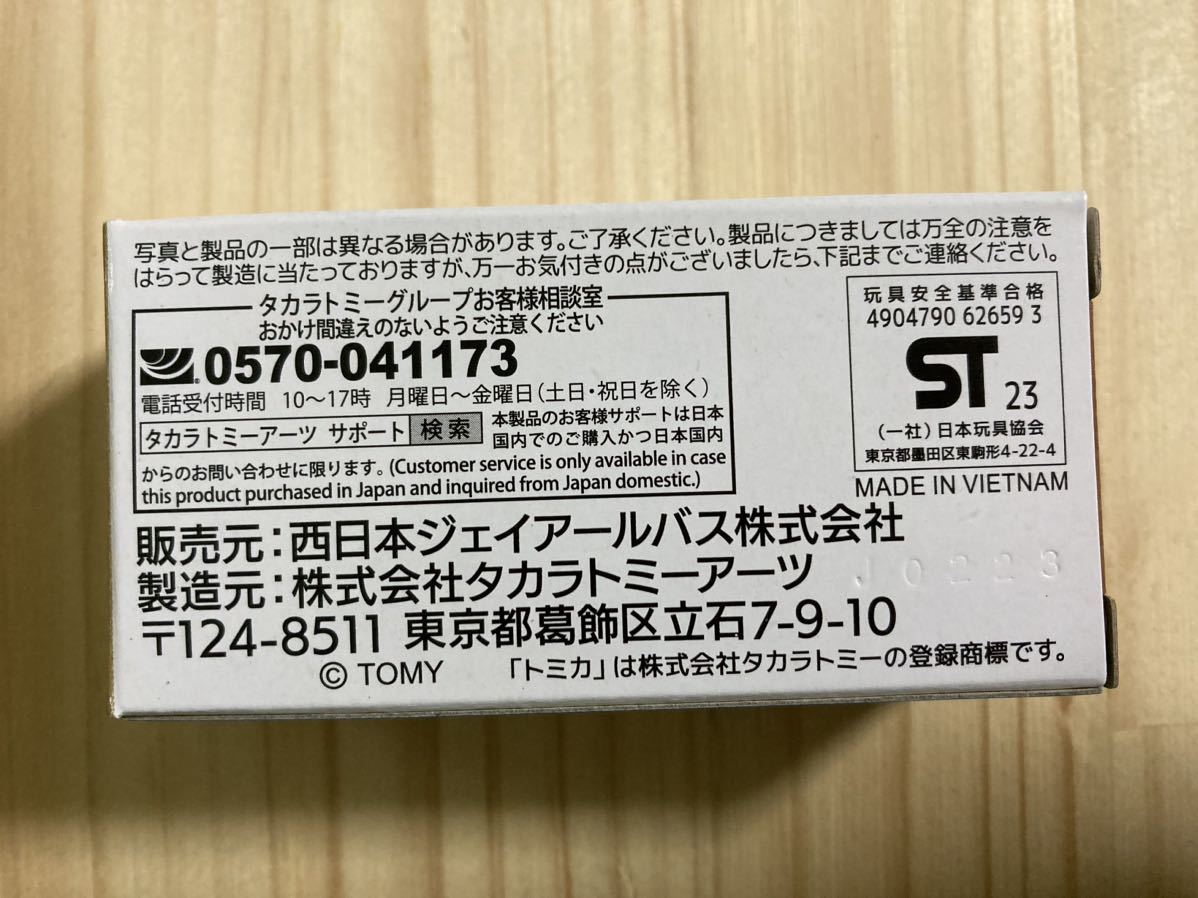 写真と製品の一部は異なる場合があります。ご了承ください。製品につきましては万全の注意を
はらって製造に当たっておりますが、万一お気付きの点がございましたら、下記までご連絡ください。
タカラトミーグループお客様相談室
おかけ間違えのないようご注意ください
0570-041173
電話受付時間 10〜17時 月曜日〜金曜日(土日・祝日を除く)
タカラトミーアーツ サポート 検索
本製品のお客様サポートは日本
国内でのご購入かつ日本国内
からのお問い合わせに限ります。(Customer service is only available in case
this product purchased in Japan and inquired from Japan domestic.)
玩具安全基準合格
4904790 62659 3
ST 23
(一社)日本玩具協会
東京都墨田区東駒形4-22-4
MADE IN VIETNAM
販売元:西日本ジェイアールバス株式会社
製造元:株式会社タカラトミーアーツ
J0223
〒124-8511 東京都葛飾区立石7-9-10
© TOMY 「トミカ」は株式会社タカラトミーの登録商標です。